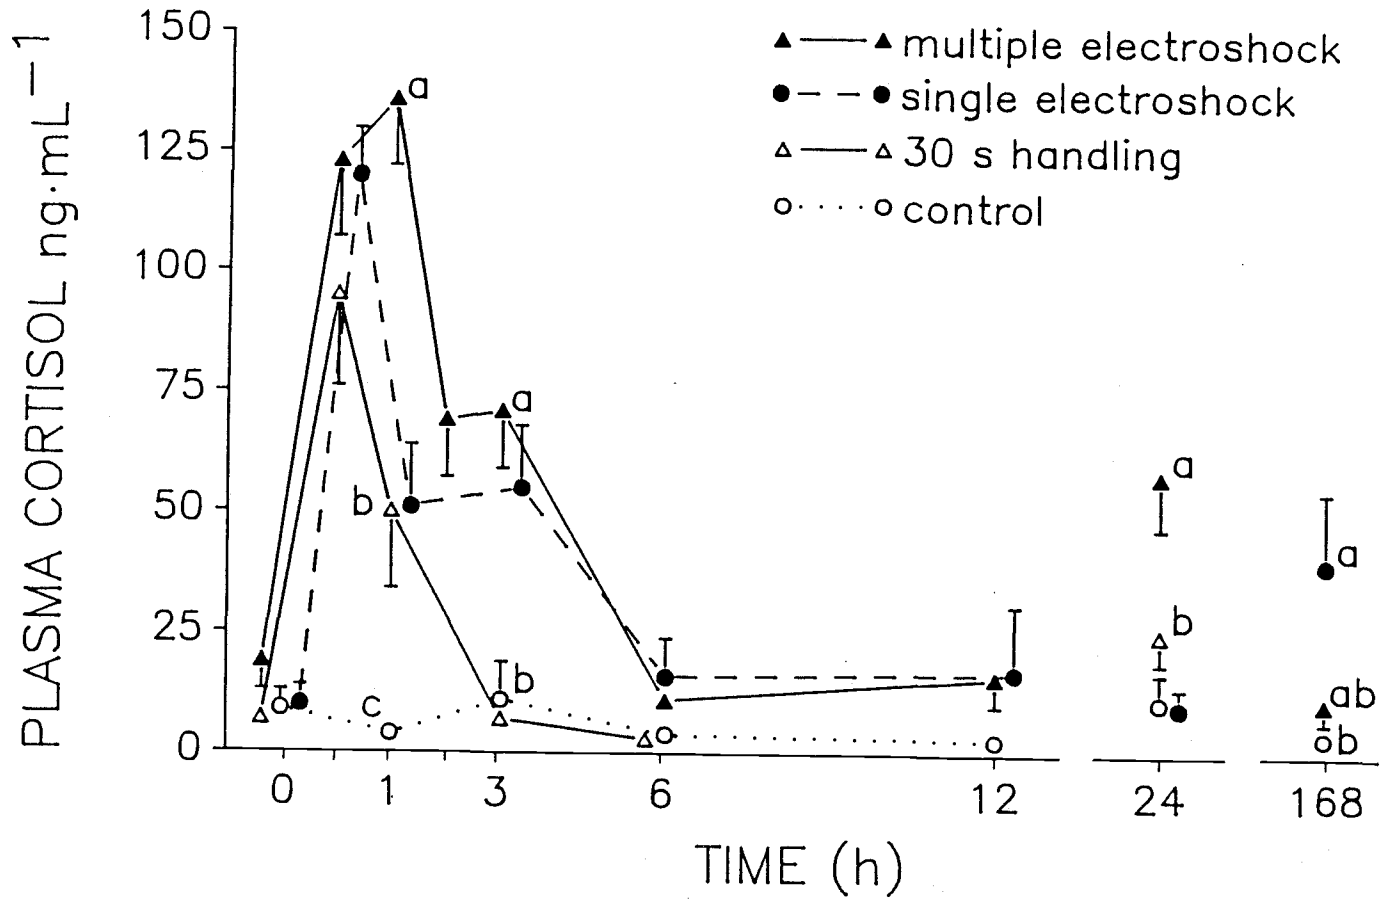 PLASMA CORTISOL ng·mL−1
150
125
100
75
50
25
0
multiple electroshock
single electroshock
30 s handling
control
a
a
b
b
c
a
b
a
ab
b
0 1 3 6 12 24 168
TIME (h)